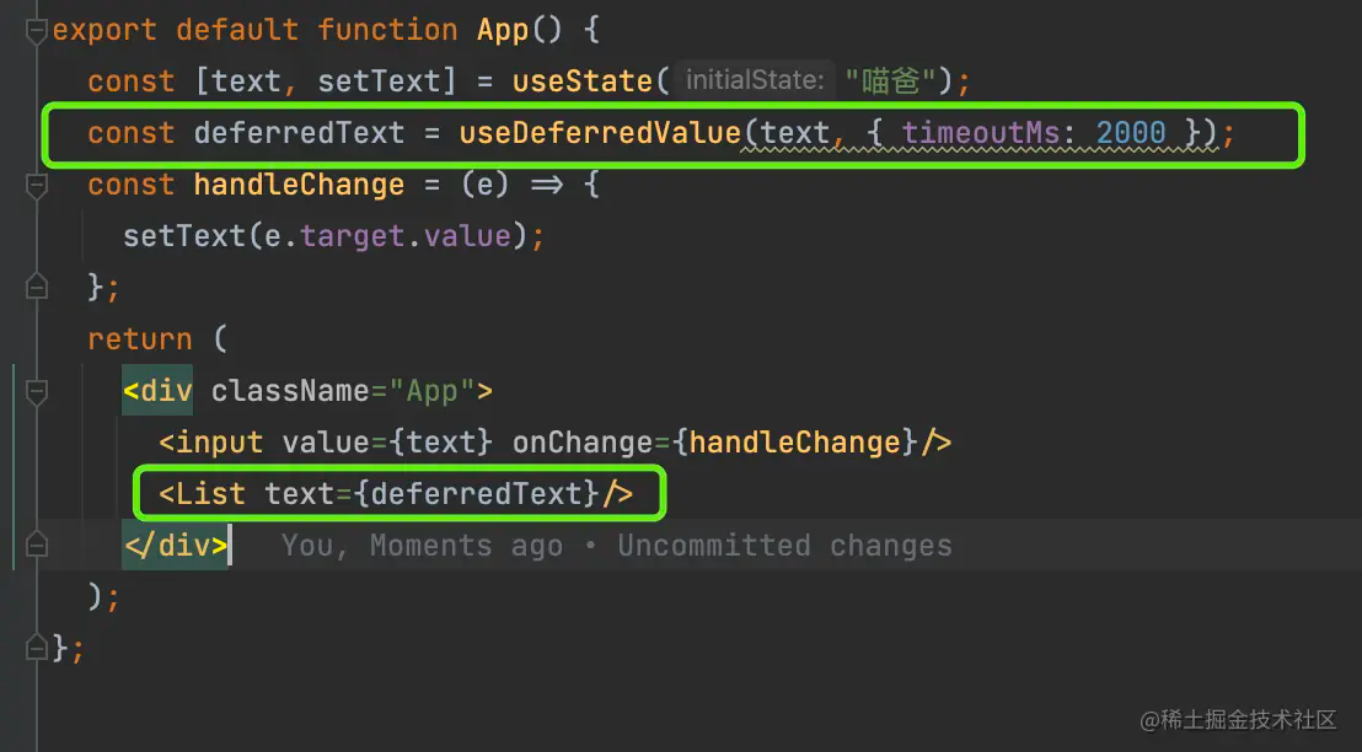 export default function App() {
const [text, setText] = useState( initialState: "喵爸");
const deferredText = useDeferredValue(text, { timeoutMs: 2000 });
const handleChange = (e) ⇒ {
setText(e.target.value);
};
return (
<div className="App">
<input value={text} onChange={handleChange}/>
<List text={deferredText}/>
</div> You, Moments ago • Uncommitted changes
);
};
@稀土掘金技术社区